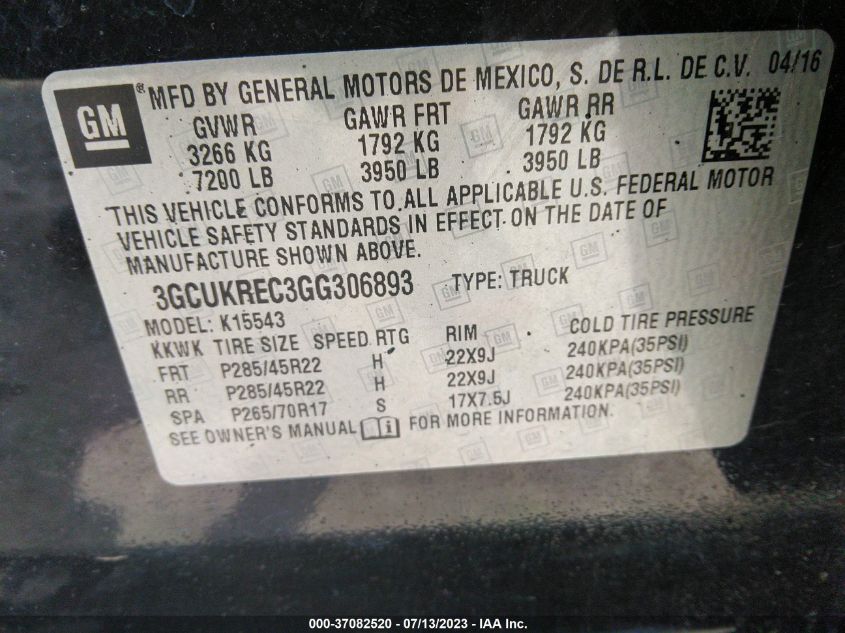 GM
® MFD BY GENERAL MOTORS DE MEXICO, S. DE R.L. DE C.V. 04/16
GVWR GAWR FRT GAWR RR
3266 KG 1792 KG 1792 KG
7200 LB 3950 LB 3950 LB
THIS VEHICLE CONFORMS TO ALL APPLICABLE U.S. FEDERAL MOTOR
VEHICLE SAFETY STANDARDS IN EFFECT ON THE DATE OF
MANUFACTURE SHOWN ABOVE.
3GCUKREC3GG306893 TYPE: TRUCK
MODEL: K15543
KKWK TIRE SIZE SPEED RTG RIM COLD TIRE PRESSURE
FRT P285/45R22 H 22X9J 240KPA(35PSI)
RR P285/45R22 H 22X9J 240KPA(35PSI)
SPA P265/70R17 S 17X7.5J 240KPA(35PSI)
SEE OWNER'S MANUAL FOR MORE INFORMATION.
000-37082520 / 07/13/2023 - IAA Inc.